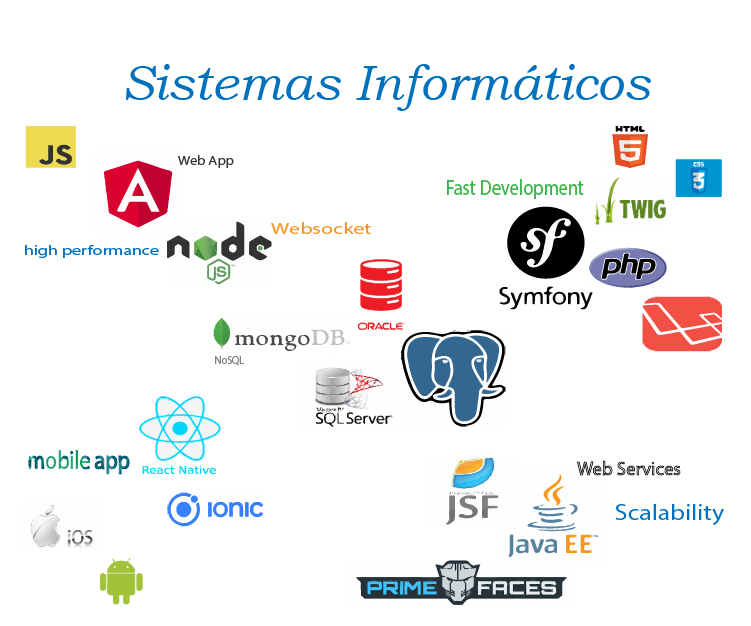 Sistemas Informáticos
JS
HTML
5
CSS
3
A
Web App
Fast Development
TWIG
Websocket
node
JS
high performance
sf
Symfony
php
ORACLE
mongoDB
NoSQL
SQL Server
React Native
mobile app
JSF
Web Services
Scalability
IONIC
iOS
Java EE™
PRIME FACES